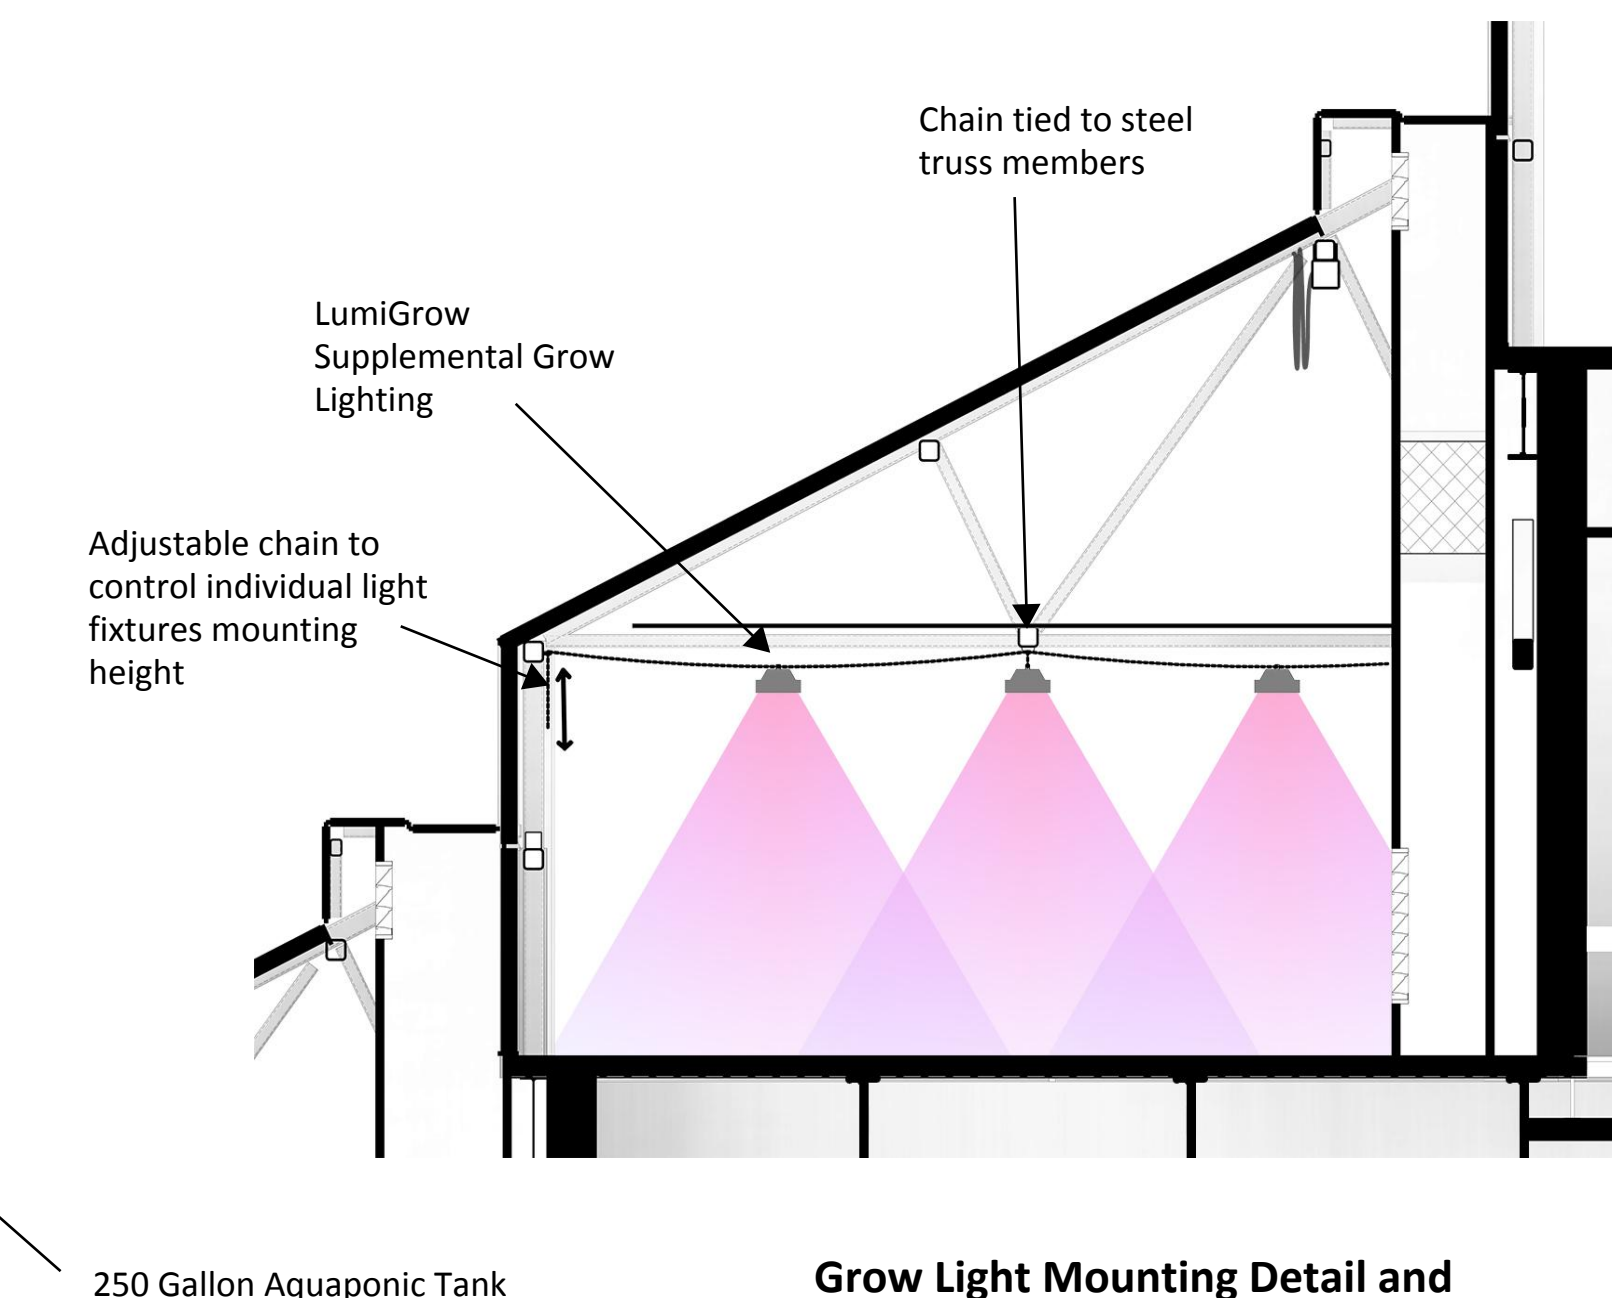 Chain tied to steel
truss members
LumiGrow
Supplemental Grow
Lighting
Adjustable chain to
control individual light
fixtures mounting
height
250 Gallon Aquaponic Tank
Grow Light Mounting Detail and